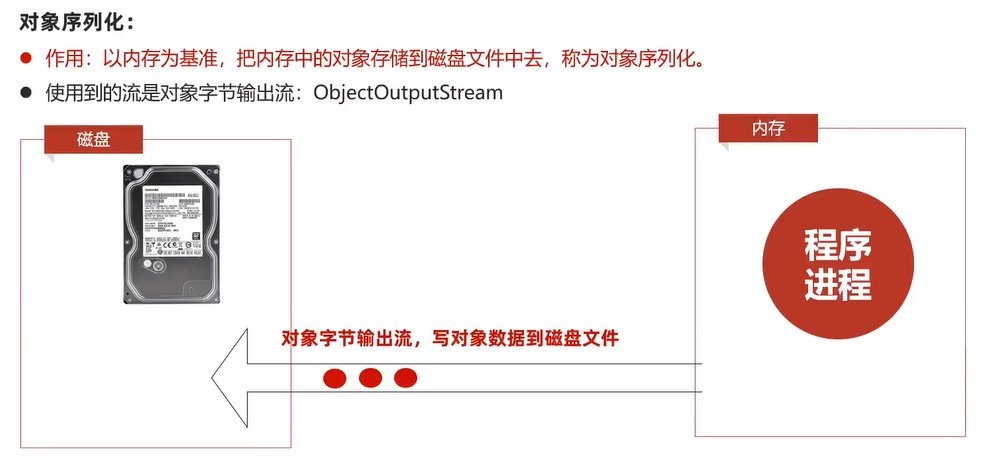 对象序列化：
● 作用：以内存为基准，把内存中的对象存储到磁盘文件中去，称为对象序列化。
● 使用到的流是对象字节输出流：ObjectOutputStream
磁盘
内存
TOSHIBA
程序
进程
对象字节输出流，写对象数据到磁盘文件